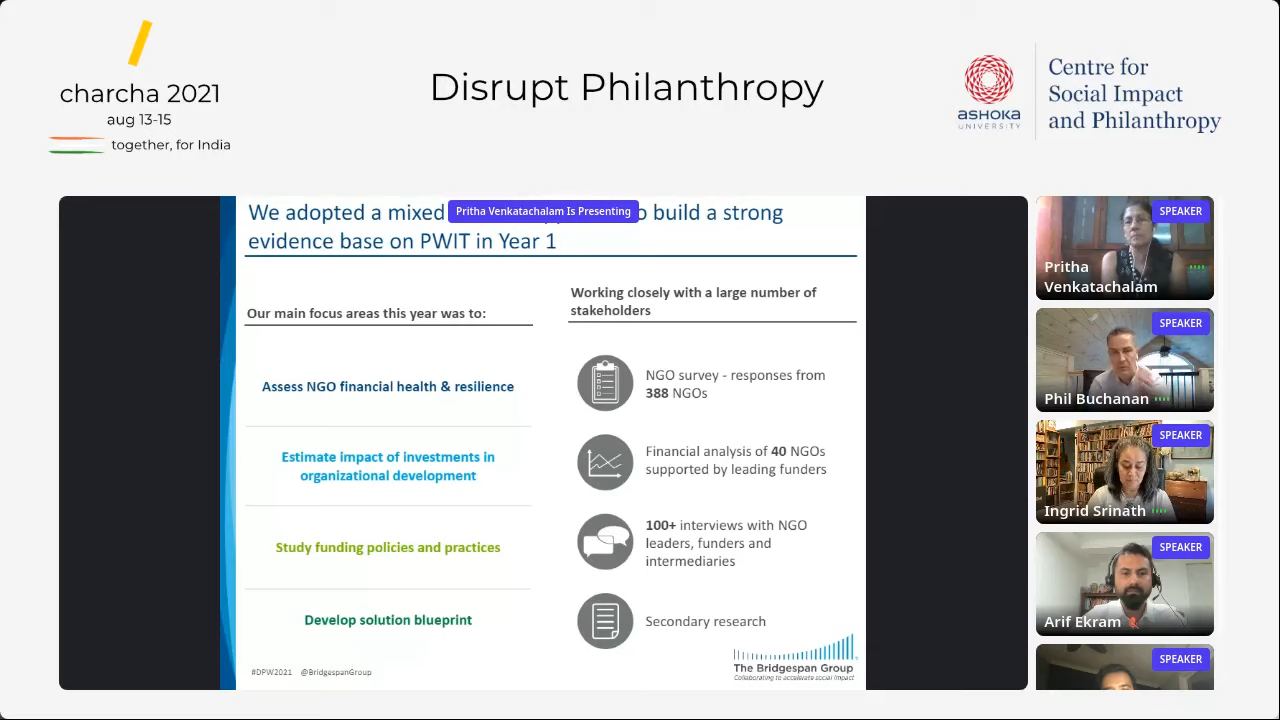 charcha 2021
aug 13-15
together, for India
Disrupt Philanthropy
ASHOKA
UNIVERSITY
Centre for
Social Impact
and Philanthropy
We adopted a mixed
Pritha Venkatachalam Is Presenting
o build a strong
evidence base on PWIT in Year 1
Our main focus areas this year was to:
Assess NGO financial health & resilience
Estimate impact of investments in
organizational development
Study funding policies and practices
Develop solution blueprint
Working closely with a large number of
stakeholders
NGO survey - responses from
388 NGOs
Financial analysis of 40 NGOs
supported by leading funders
100+ interviews with NGO
leaders, funders and
intermediaries
Secondary research
#DPW2021 @BridgespanGroup
The Bridgespan Group
Collaborating to accelerate social impact
SPEAKER
Pritha
Venkatachalam
SPEAKER
Phil Buchanan
SPEAKER
Ingrid Srinath
SPEAKER
Arif Ekram
SPEAKER